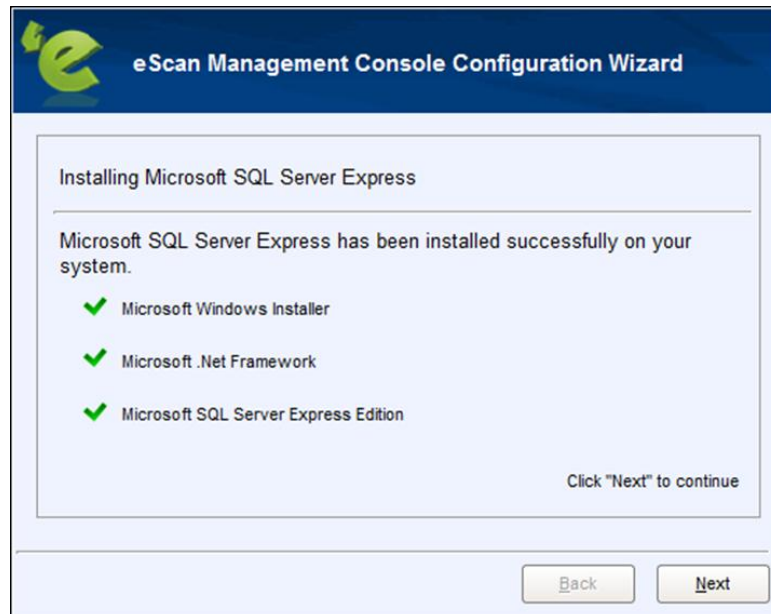 eScan Management Console Configuration Wizard
Installing Microsoft SQL Server Express
Microsoft SQL Server Express has been installed successfully on your
system.
Microsoft Windows Installer
Microsoft .Net Framework
Microsoft SQL Server Express Edition
Click "Next" to continue
Back
Next